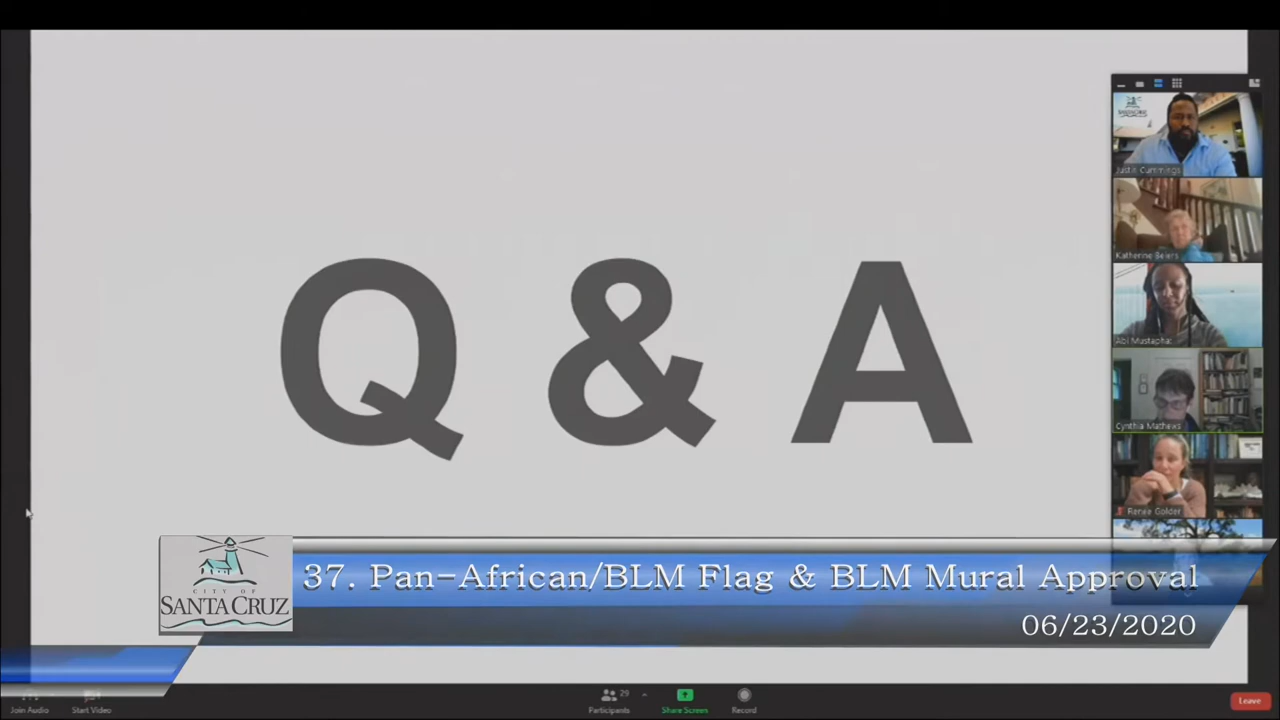 Q & A
Justin Cummings
Katherine Beiers
Abi Mustapha
Cynthia Mathews
Renee Golder
CITY OF
SANTA CRUZ
37. Pan-African/BLM Flag & BLM Mural Approval
06/23/2020
Join Audio
Start Video
29
Participants
Share Screen
Record
Leave